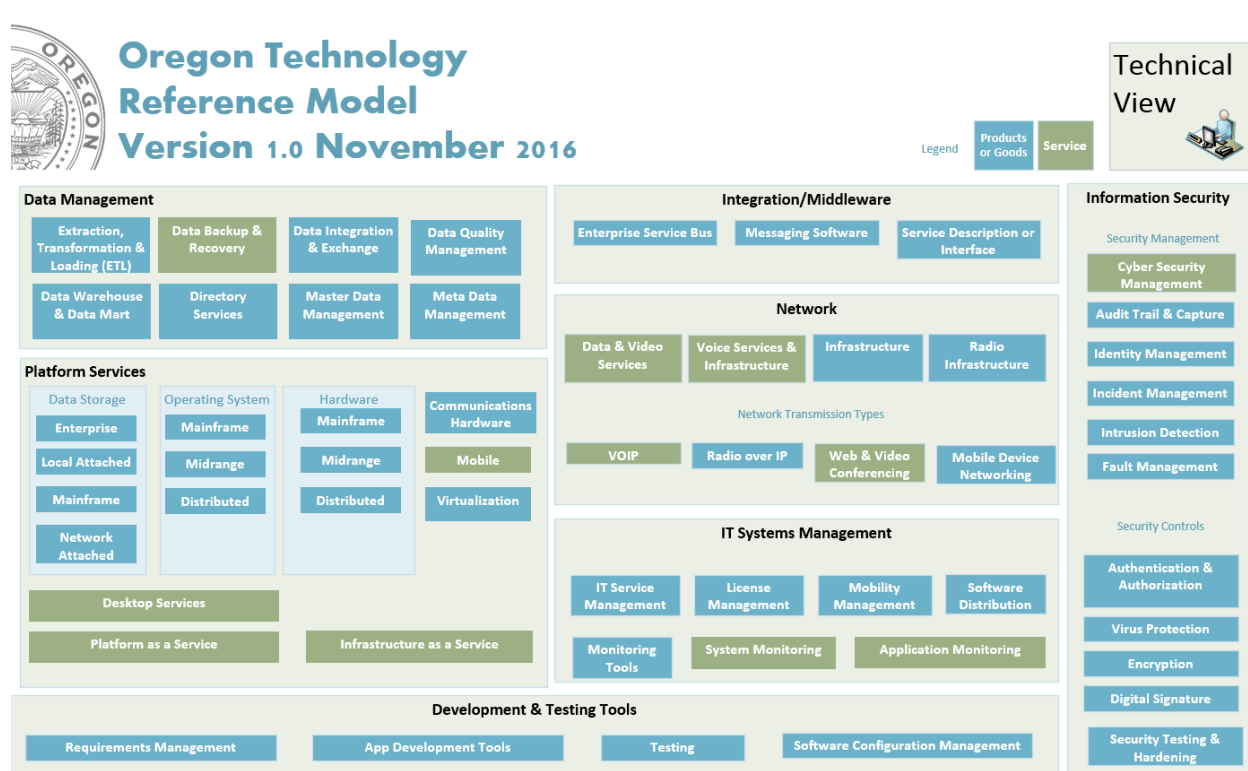 OREGON
Oregon Technology
Reference Model
Version 1.0 November 2016
Legend
Products
or Goods
Service
Technical
View
Data Management
Extraction,
Transformation &
Loading (ETL)
Data Backup &
Recovery
Data Integration
& Exchange
Data Quality
Management
Data Warehouse
& Data Mart
Directory
Services
Master Data
Management
Meta Data
Management
Platform Services
Data Storage
Enterprise
Local Attached
Mainframe
Network
Attached
Operating System
Mainframe
Midrange
Distributed
Hardware
Mainframe
Midrange
Distributed
Communications
Hardware
Mobile
Virtualization
Desktop Services
Platform as a Service
Infrastructure as a Service
Integration/Middleware
Enterprise Service Bus
Messaging Software
Service Description or
Interface
Network
Data & Video
Services
Voice Services &
Infrastructure
Infrastructure
Radio
Infrastructure
Network Transmission Types
VOIP
Radio over IP
Web & Video
Conferencing
Mobile Device
Networking
IT Systems Management
IT Service
Management
License
Management
Mobility
Management
Software
Distribution
Monitoring
Tools
System Monitoring
Application Monitoring
Information Security
Security Management
Cyber Security
Management
Audit Trail & Capture
Identity Management
Incident Management
Intrusion Detection
Fault Management
Security Controls
Authentication &
Authorization
Virus Protection
Encryption
Digital Signature
Security Testing &
Hardening
Development & Testing Tools
Requirements Management
App Development Tools
Testing
Software Configuration Management